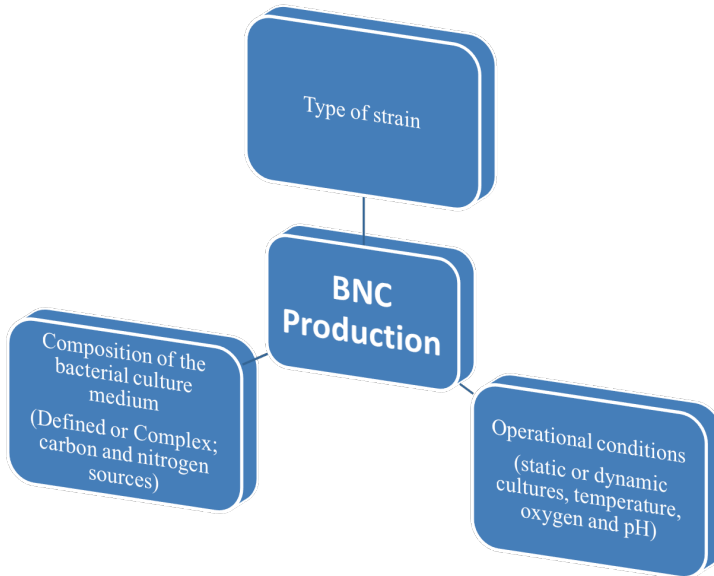 Type of strain
BNC
Production
Composition of the
bacterial culture
medium
(Defined or Complex;
carbon and nitrogen
sources)
Operational conditions
(static or dynamic
cultures, temperature,
oxygen and pH)